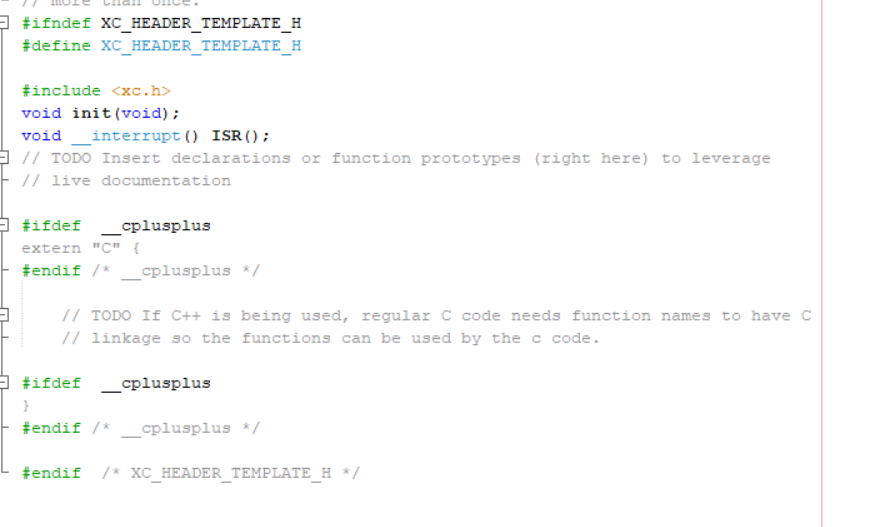 // more than once.
#ifndef XC_HEADER_TEMPLATE_H
#define XC_HEADER_TEMPLATE_H
#include <xc.h>
void init(void);
void __interrupt() ISR();
// TODO Insert declarations or function prototypes (right here) to leverage
// live documentation
#ifdef  __cplusplus
extern "C" {
#endif /* __cplusplus */
    // TODO If C++ is being used, regular C code needs function names to have C
    // linkage so the functions can be used by the c code.
#ifdef  __cplusplus
}
#endif /* __cplusplus */
#endif  /* XC_HEADER_TEMPLATE_H */